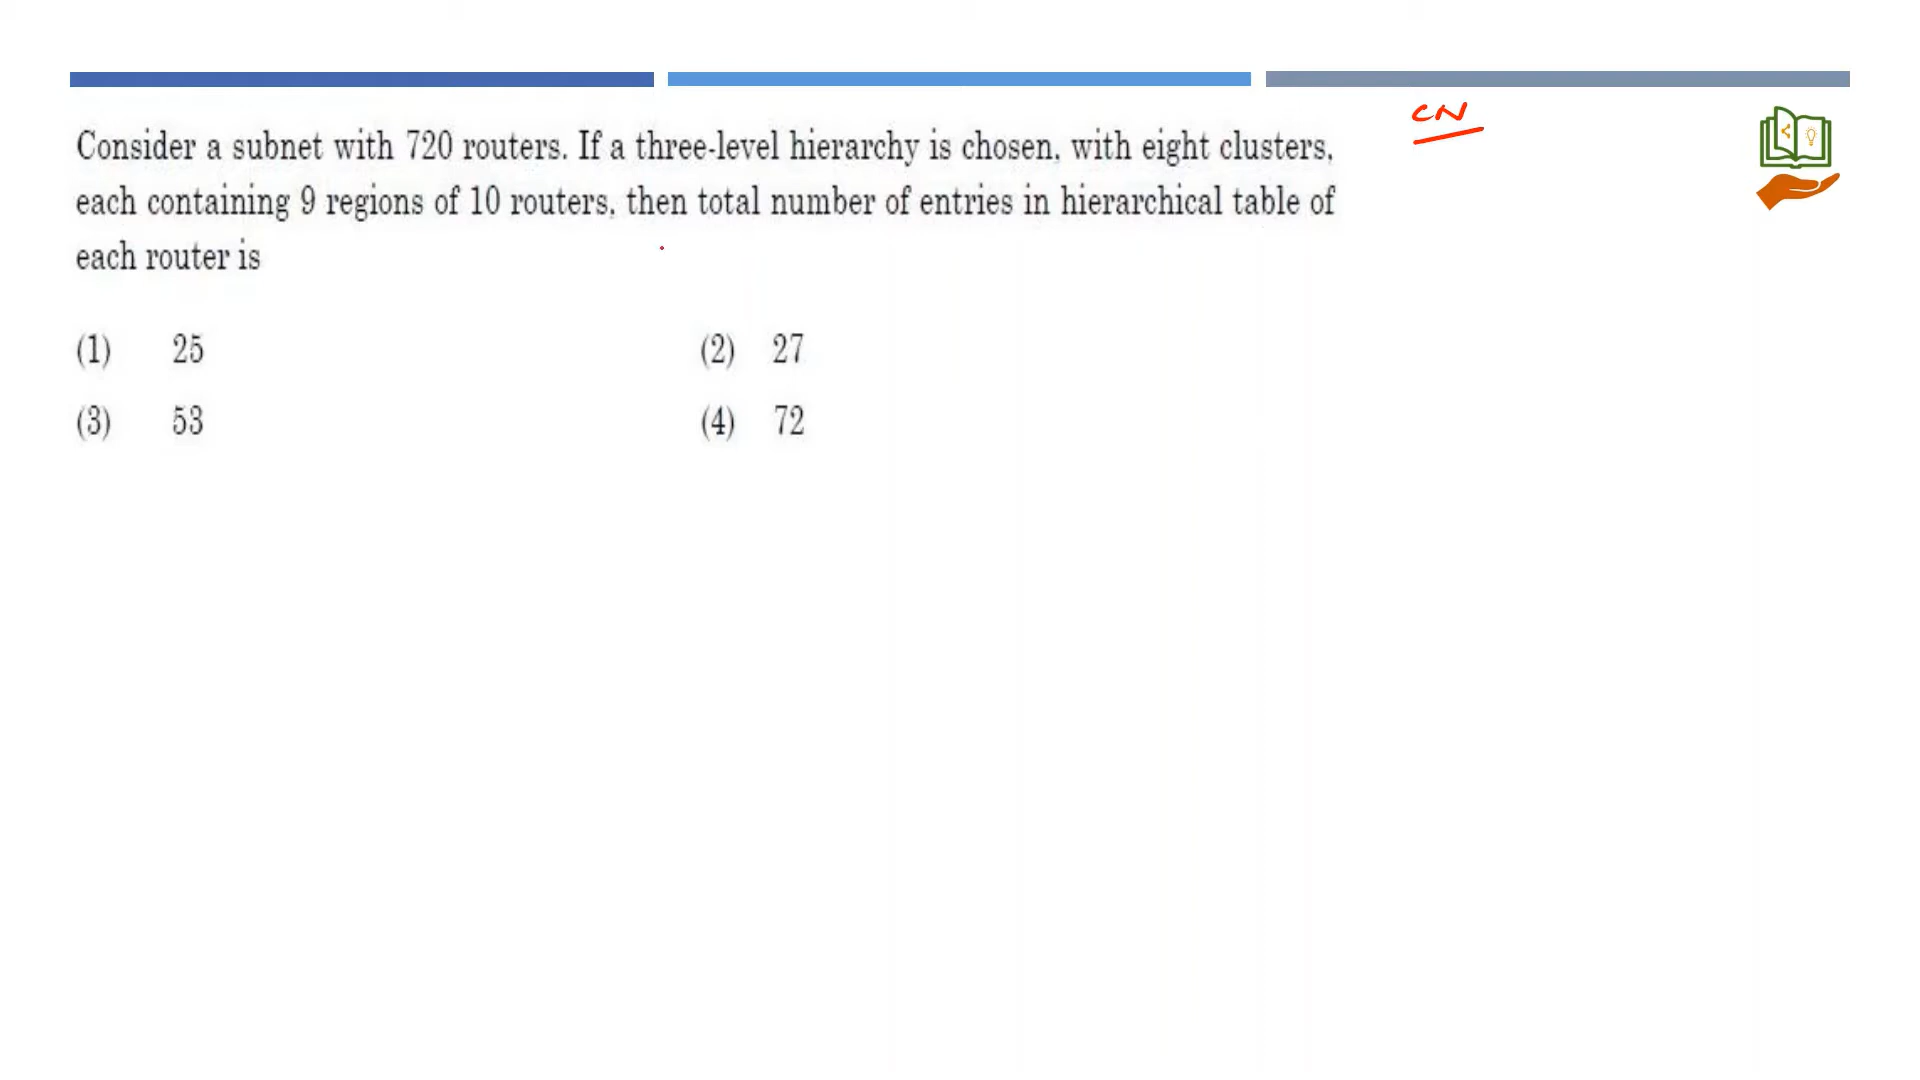 CN
Consider a subnet with 720 routers. If a three-level hierarchy is chosen, with eight clusters,
each containing 9 regions of 10 routers, then total number of entries in hierarchical table of
each router is
(1) 25 (2) 27
(3) 53 (4) 72